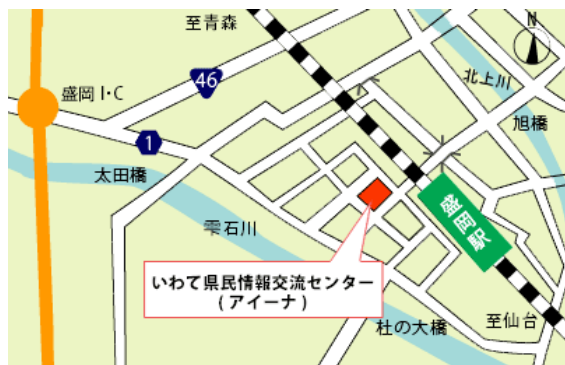 至青森
N
46
盛岡 I・C
北上川
旭橋
1
太田橋
雫石川
盛岡駅
いわて県民情報交流センター
( アイーナ )
杜の大橋
至仙台